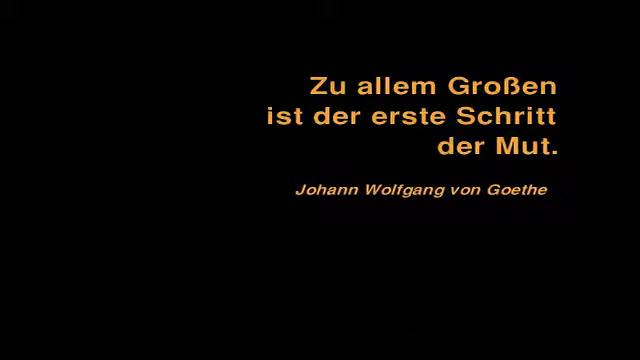 Zu allem Großen
ist der erste Schritt
der Mut.
Johann Wolfgang von Goethe